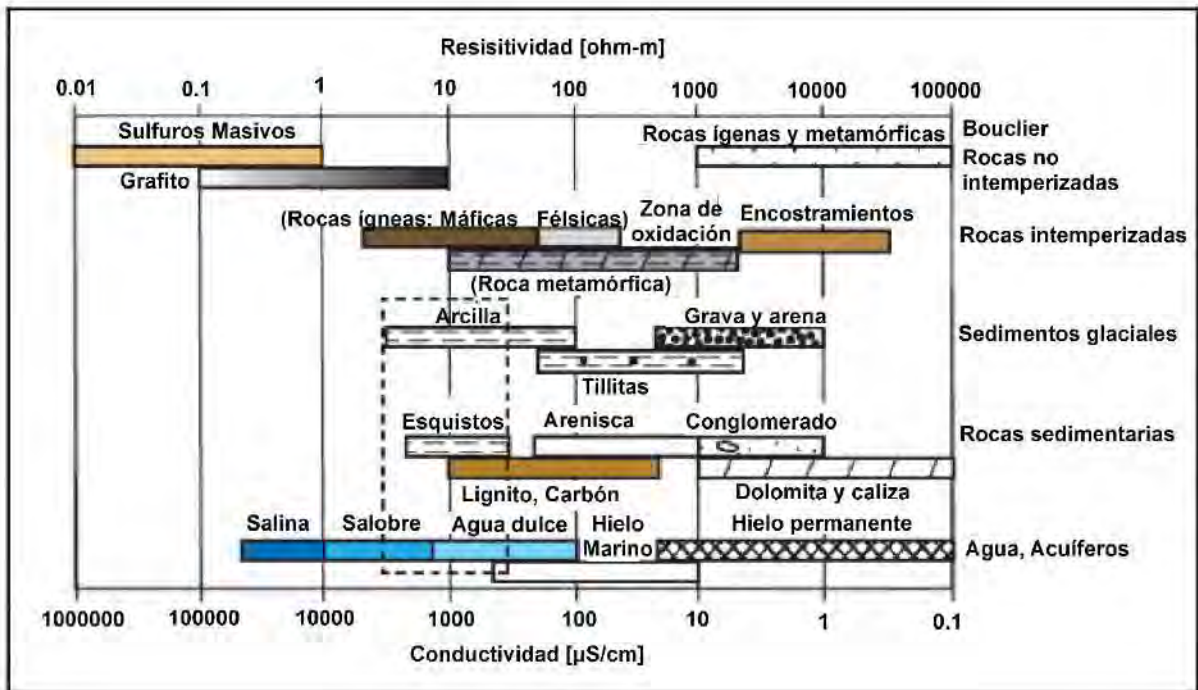 Resisitividad [ohm-m]
0.01 0.1 1 10 100 1000 10000 100000
Sulfuros Masivos
Rocas ígenas y metamórficas
Bouclier
Rocas no
intemperizadas
Grafito
(Rocas ígneas: Máficas Félsicas)
Zona de
oxidación
Encostramientos
Rocas intemperizadas
(Roca metamórfica)
Arcilla
Grava y arena
Sedimentos glaciales
Tillitas
Esquistos
Arenisca
Conglomerado
Rocas sedimentarias
Lignito, Carbón
Dolomita y caliza
Salina
Salobre
Agua dulce
Hielo
Marino
Hielo permanente
Agua, Acuíferos
1000000 100000 10000 1000 100 10 1 0.1
Conductividad [µS/cm]